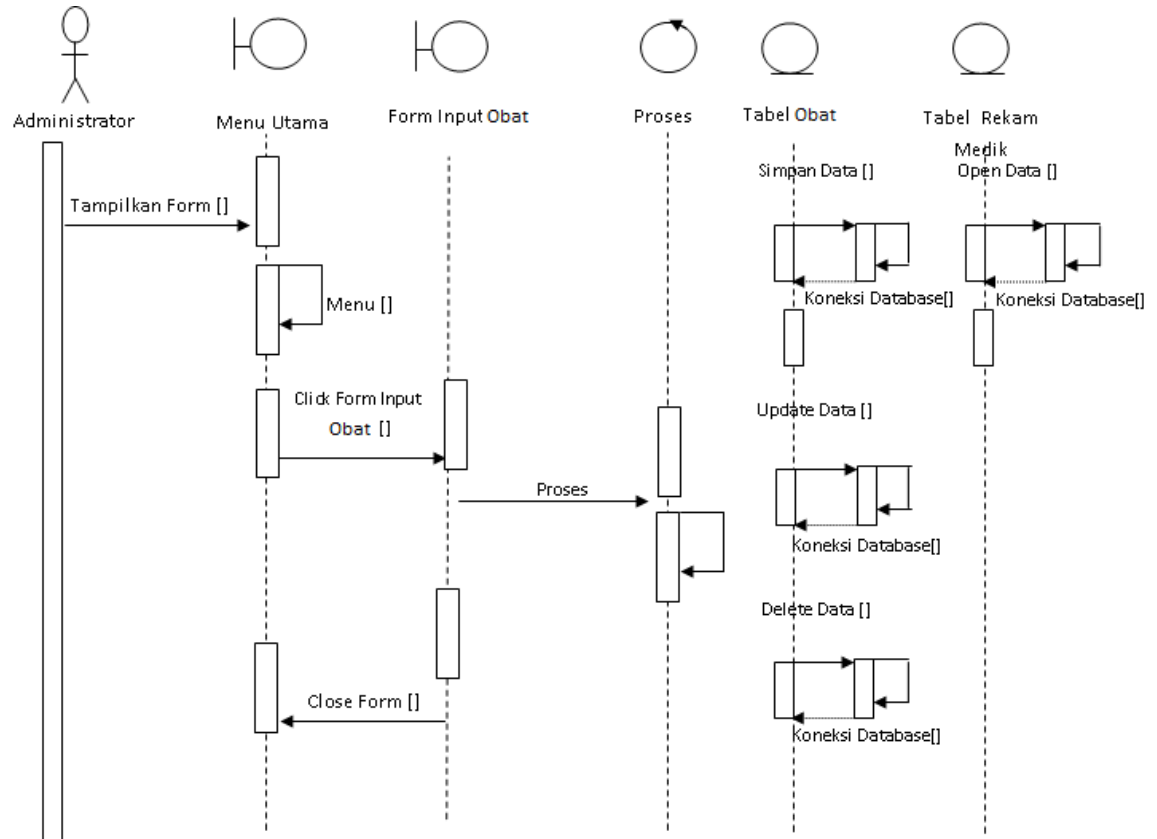 Administrator
Menu Utama
Form Input Obat
Proses
Tabel Obat
Tabel Rekam
Medik
Simpan Data []
Open Data []
Tampilkan Form []
Koneksi Database[]
Koneksi Database[]
Menu []
Click Form Input
Obat []
Update Data []
Proses
Koneksi Database[]
Delete Data []
Close Form []
Koneksi Database[]